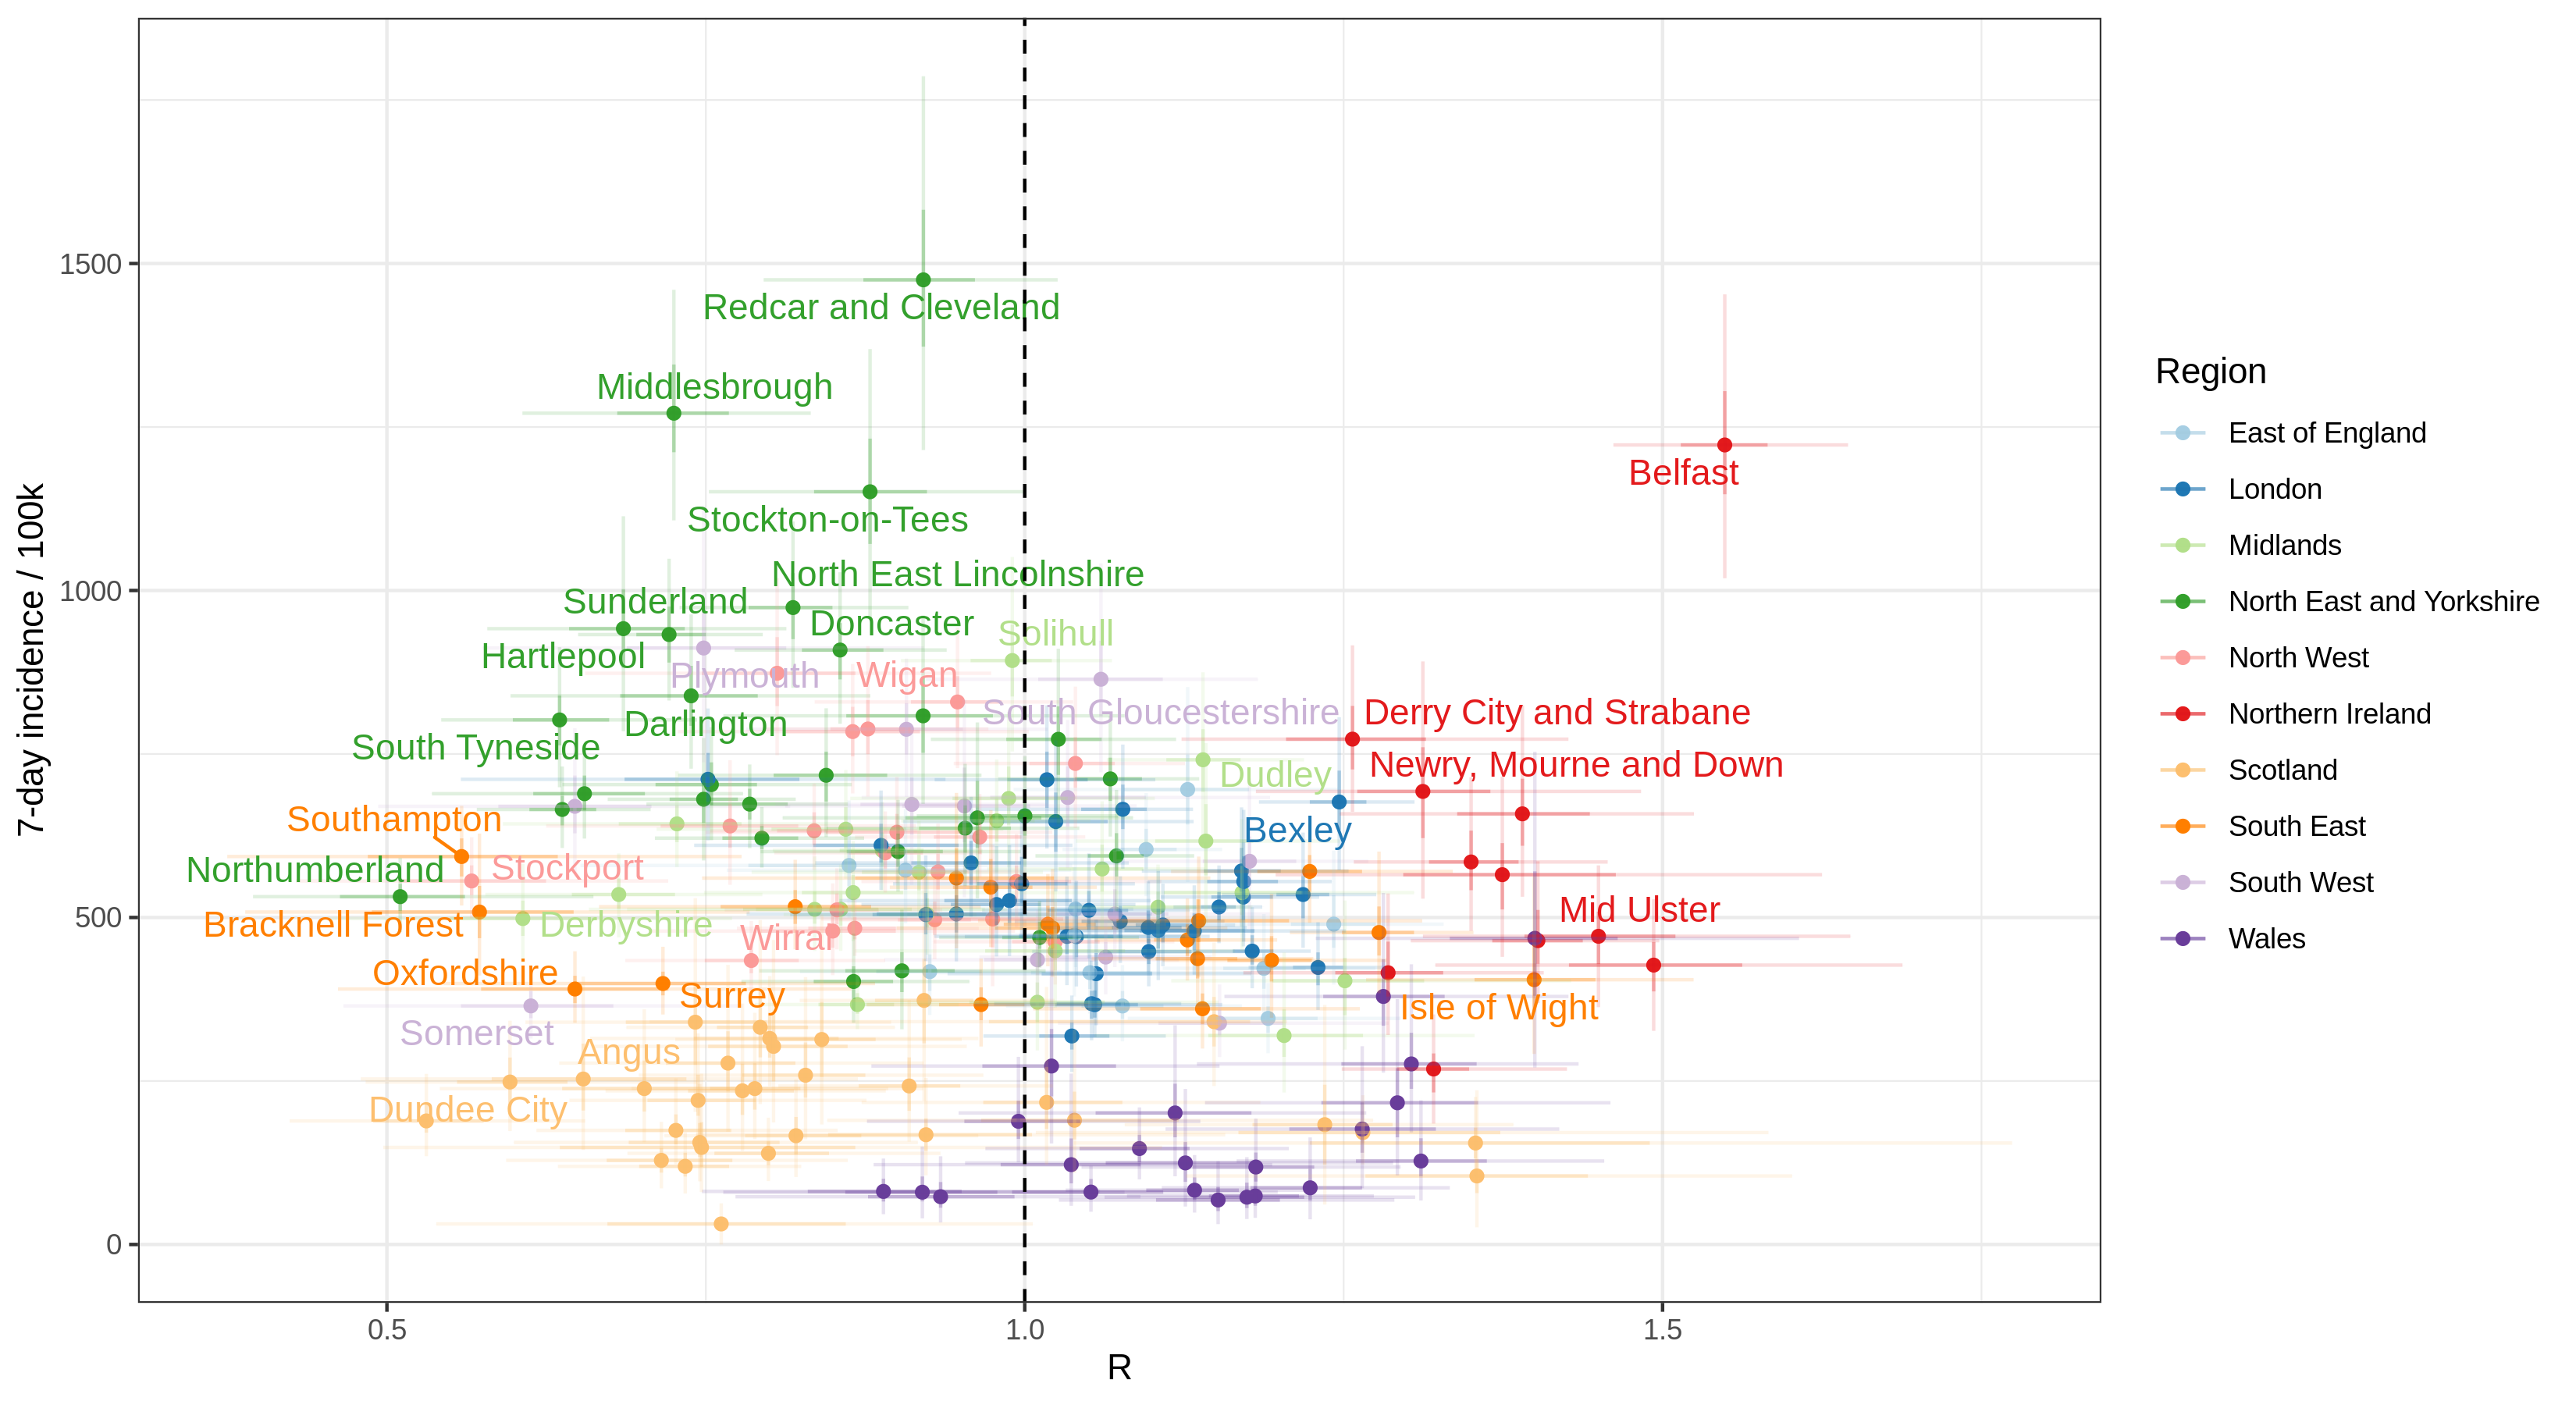 Redcar and Cleveland
Middlesbrough
Belfast
Stockton-on-Tees
North East Lincolnshire
Sunderland
Doncaster
Solihull
Hartlepool
Plymouth
Wigan
South Gloucestershire
Derry City and Strabane
Darlington
South Tyneside
Dudley
Newry, Mourne and Down
Southampton
Bexley
Northumberland
Stockport
Mid Ulster
Bracknell Forest
Derbyshire
Wirral
Oxfordshire
Surrey
Isle of Wight
Somerset
Angus
Dundee City
1500
1000
500
0
7-day incidence / 100k
0.5
1.0
1.5
R
Region
East of England
London
Midlands
North East and Yorkshire
North West
Northern Ireland
Scotland
South East
South West
Wales